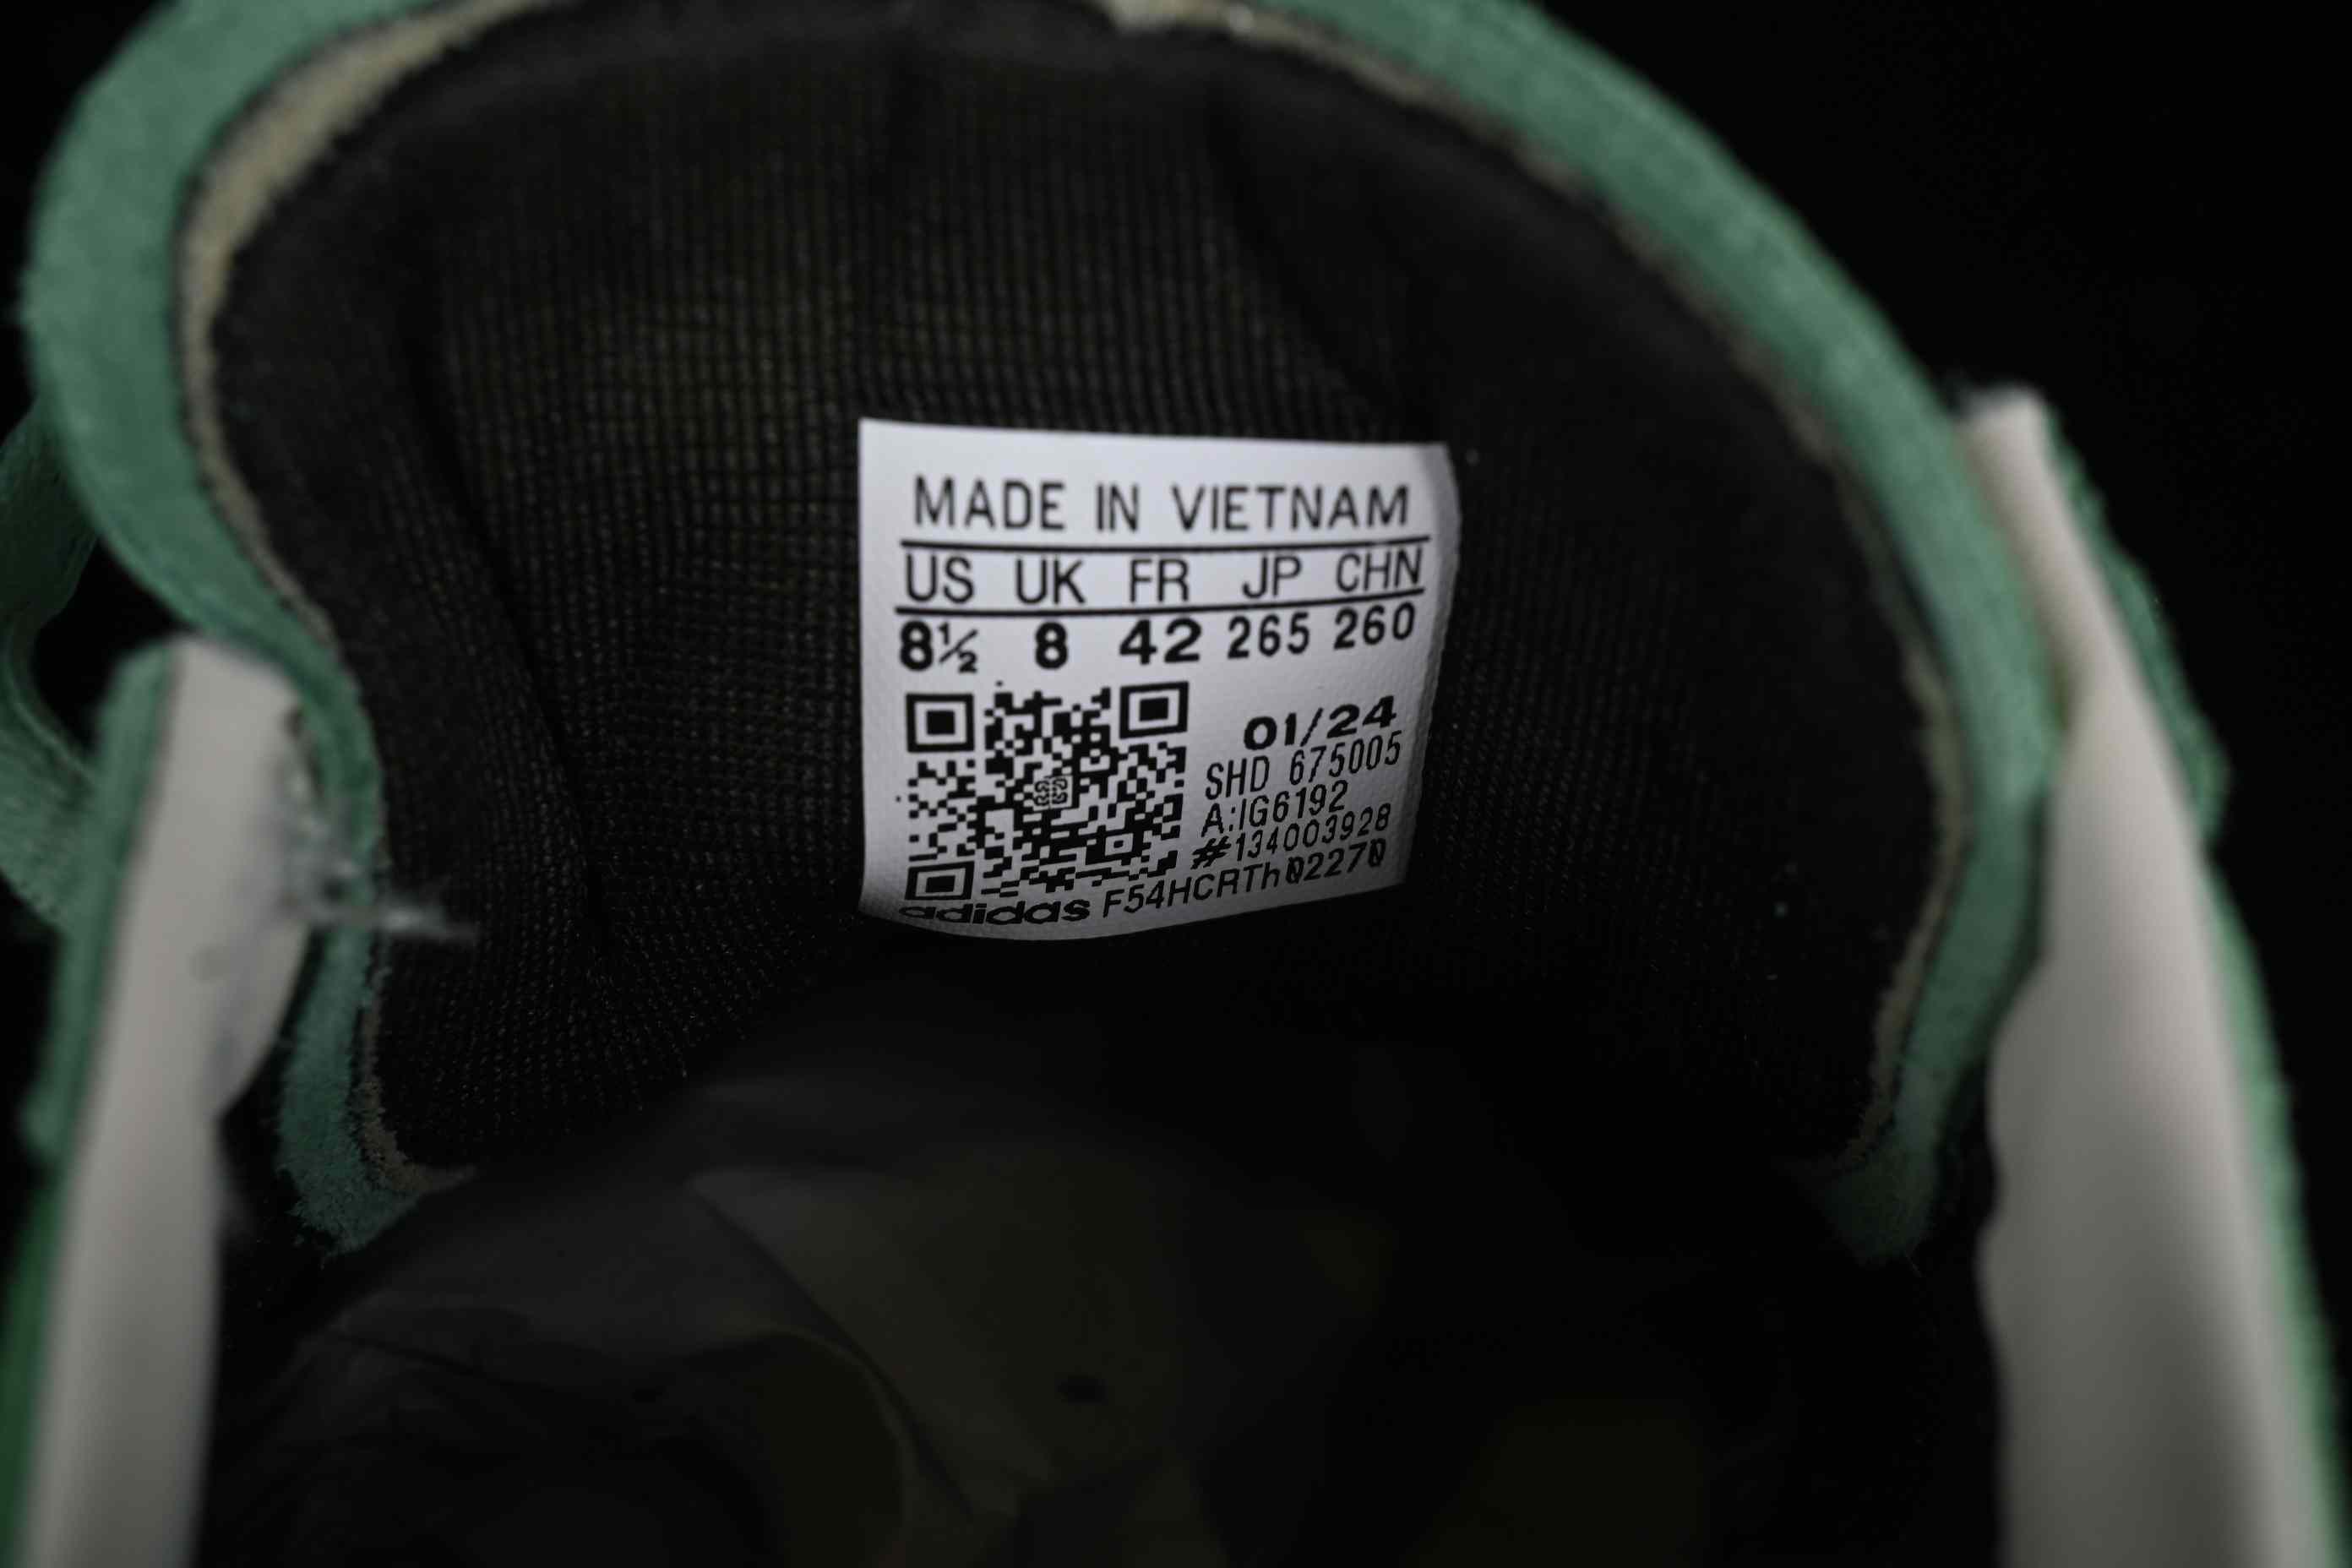 MADE IN VIETNAM
US UK FR JP CHN
8½ 8 42 265 260
01/24
SHD 675005
A:IG6192
#134003928
adidas F54HCRTh02270